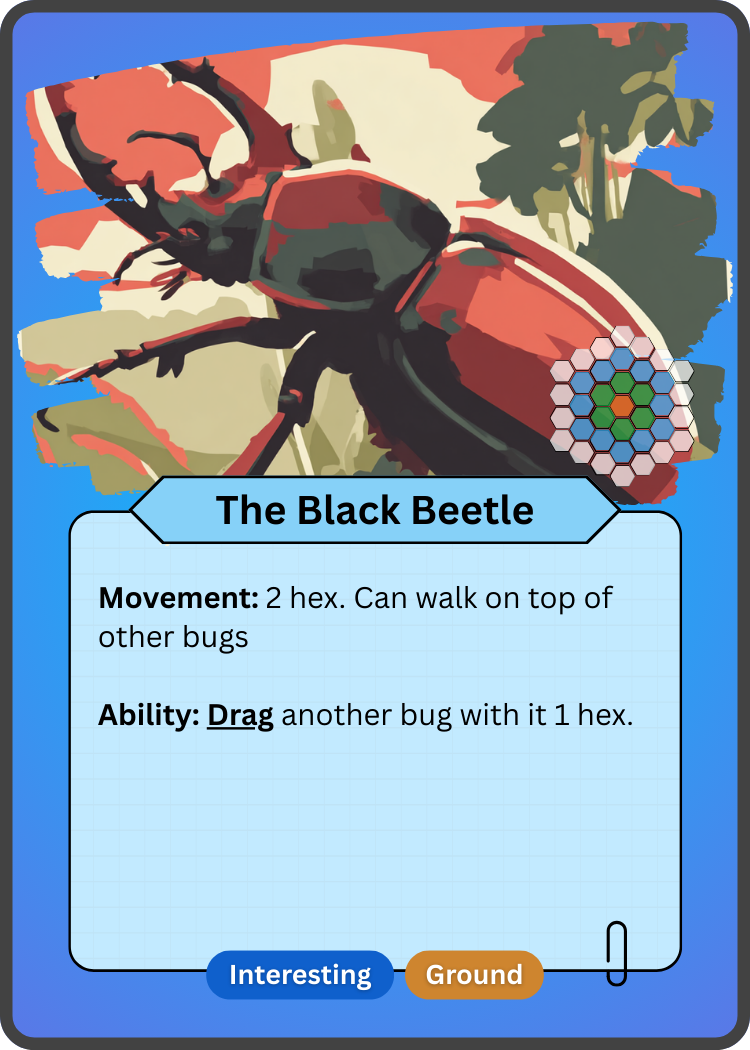 The Black Beetle
Movement: 2 hex. Can walk on top of
other bugs
Ability: Drag another bug with it 1 hex.
Interesting
Ground